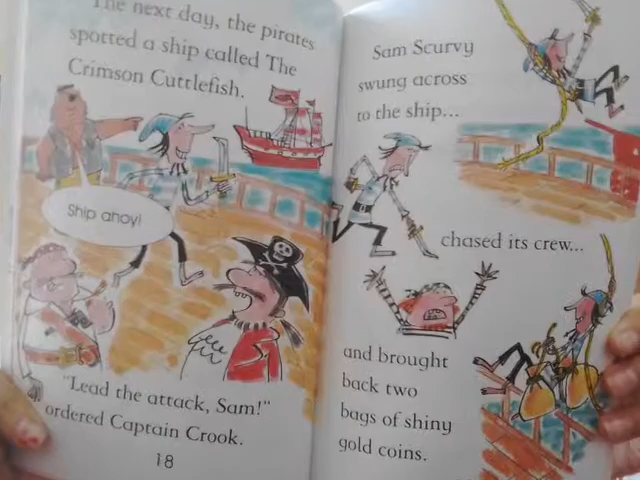 The next day, the pirates
spotted a ship called The
Crimson Cuttlefish.
Ship ahoy!
"Lead the attack, Sam!"
ordered Captain Crook.
18
Sam Scurvy
swung across
to the ship...
chased its crew...
and brought
back two
bags of shiny
gold coins.